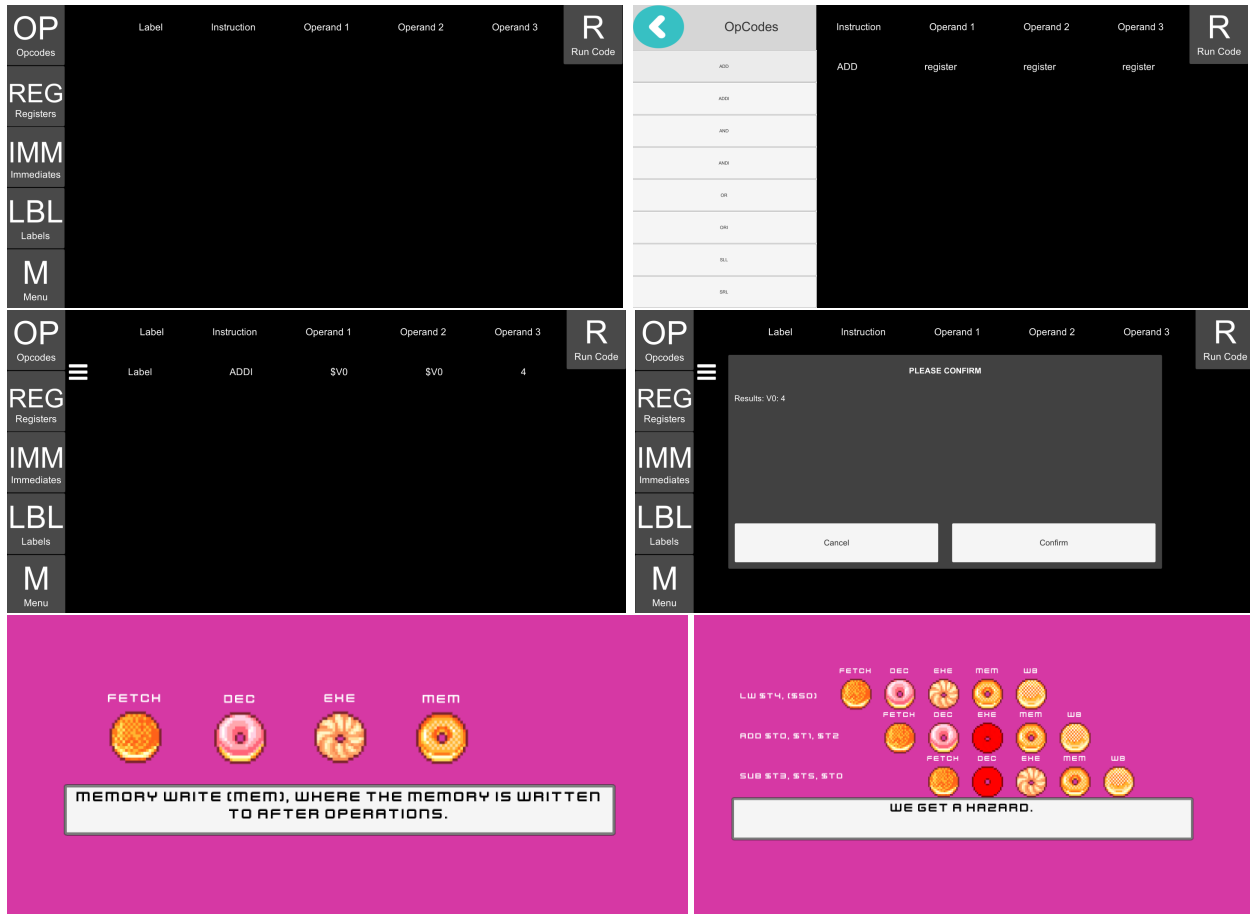 OP
Opcodes
REG
Registers
IMM
Immediates
LBL
Labels
M
Menu
Label Instruction Operand 1 Operand 2 Operand 3
R
Run Code
OpCodes
ADD
ADDI
AND
ANDI
OR
ORI
SLL
SRL
Instruction Operand 1 Operand 2 Operand 3
ADD register register register
R
Run Code
OP
Opcodes
REG
Registers
IMM
Immediates
LBL
Labels
M
Menu
Label Instruction Operand 1 Operand 2 Operand 3
Label ADDI $V0 $V0 4
R
Run Code
OP
Opcodes
REG
Registers
IMM
Immediates
LBL
Labels
M
Menu
Label Instruction Operand 1 Operand 2 Operand 3
R
Run Code
PLEASE CONFIRM
Results: V0: 4
Cancel Confirm
FETCH DEC EXE MEM
MEMORY WRITE (MEM), WHERE THE MEMORY IS WRITTEN
TO AFTER OPERATIONS.
FETCH DEC EXE MEM WB
LW $T4, ($S0)
FETCH DEC EXE MEM WB
ADD $T0, $T1, $T2
FETCH DEC EXE MEM WB
SUB $T3, $T5, $T0
WE GET A HAZARD.